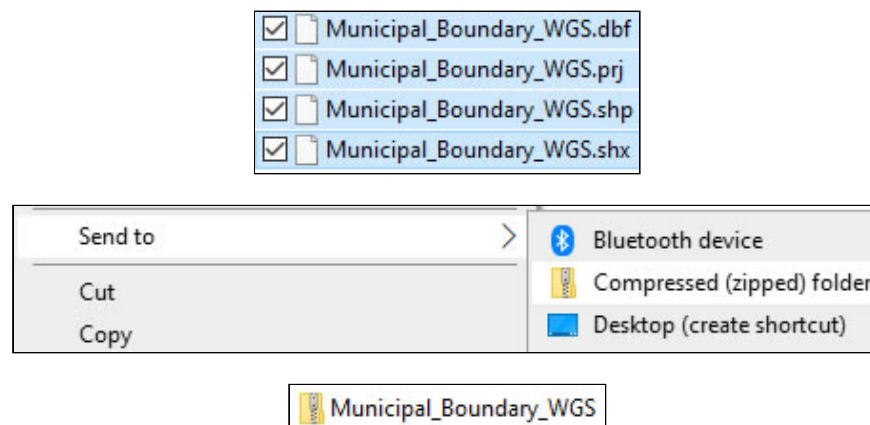 Municipal_Boundary_WGS.dbf
Municipal_Boundary_WGS.prj
Municipal_Boundary_WGS.shp
Municipal_Boundary_WGS.shx
Send to
Cut
Copy
Bluetooth device
Compressed (zipped) folder
Desktop (create shortcut)
Municipal_Boundary_WGS